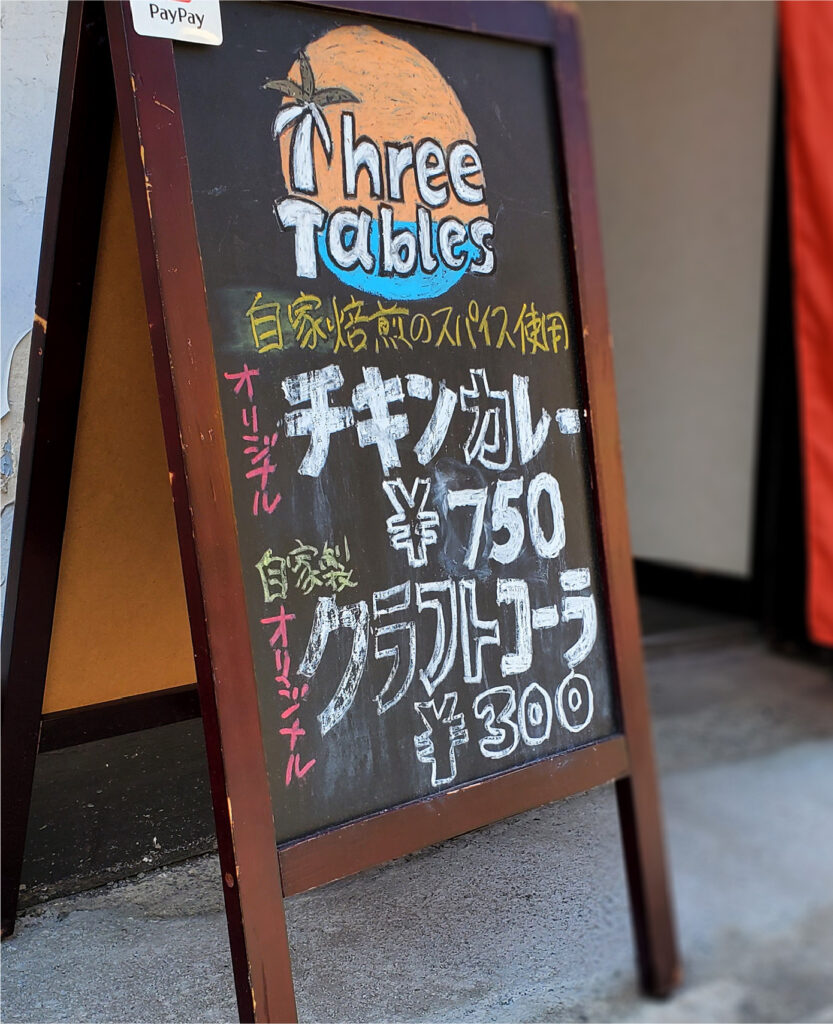 PayPay
Three
Tables
自家焙煎のスパイス使用
オリジナル
チキンカレー
¥750
自家製
オリジナル
クラフトコーラ
¥300